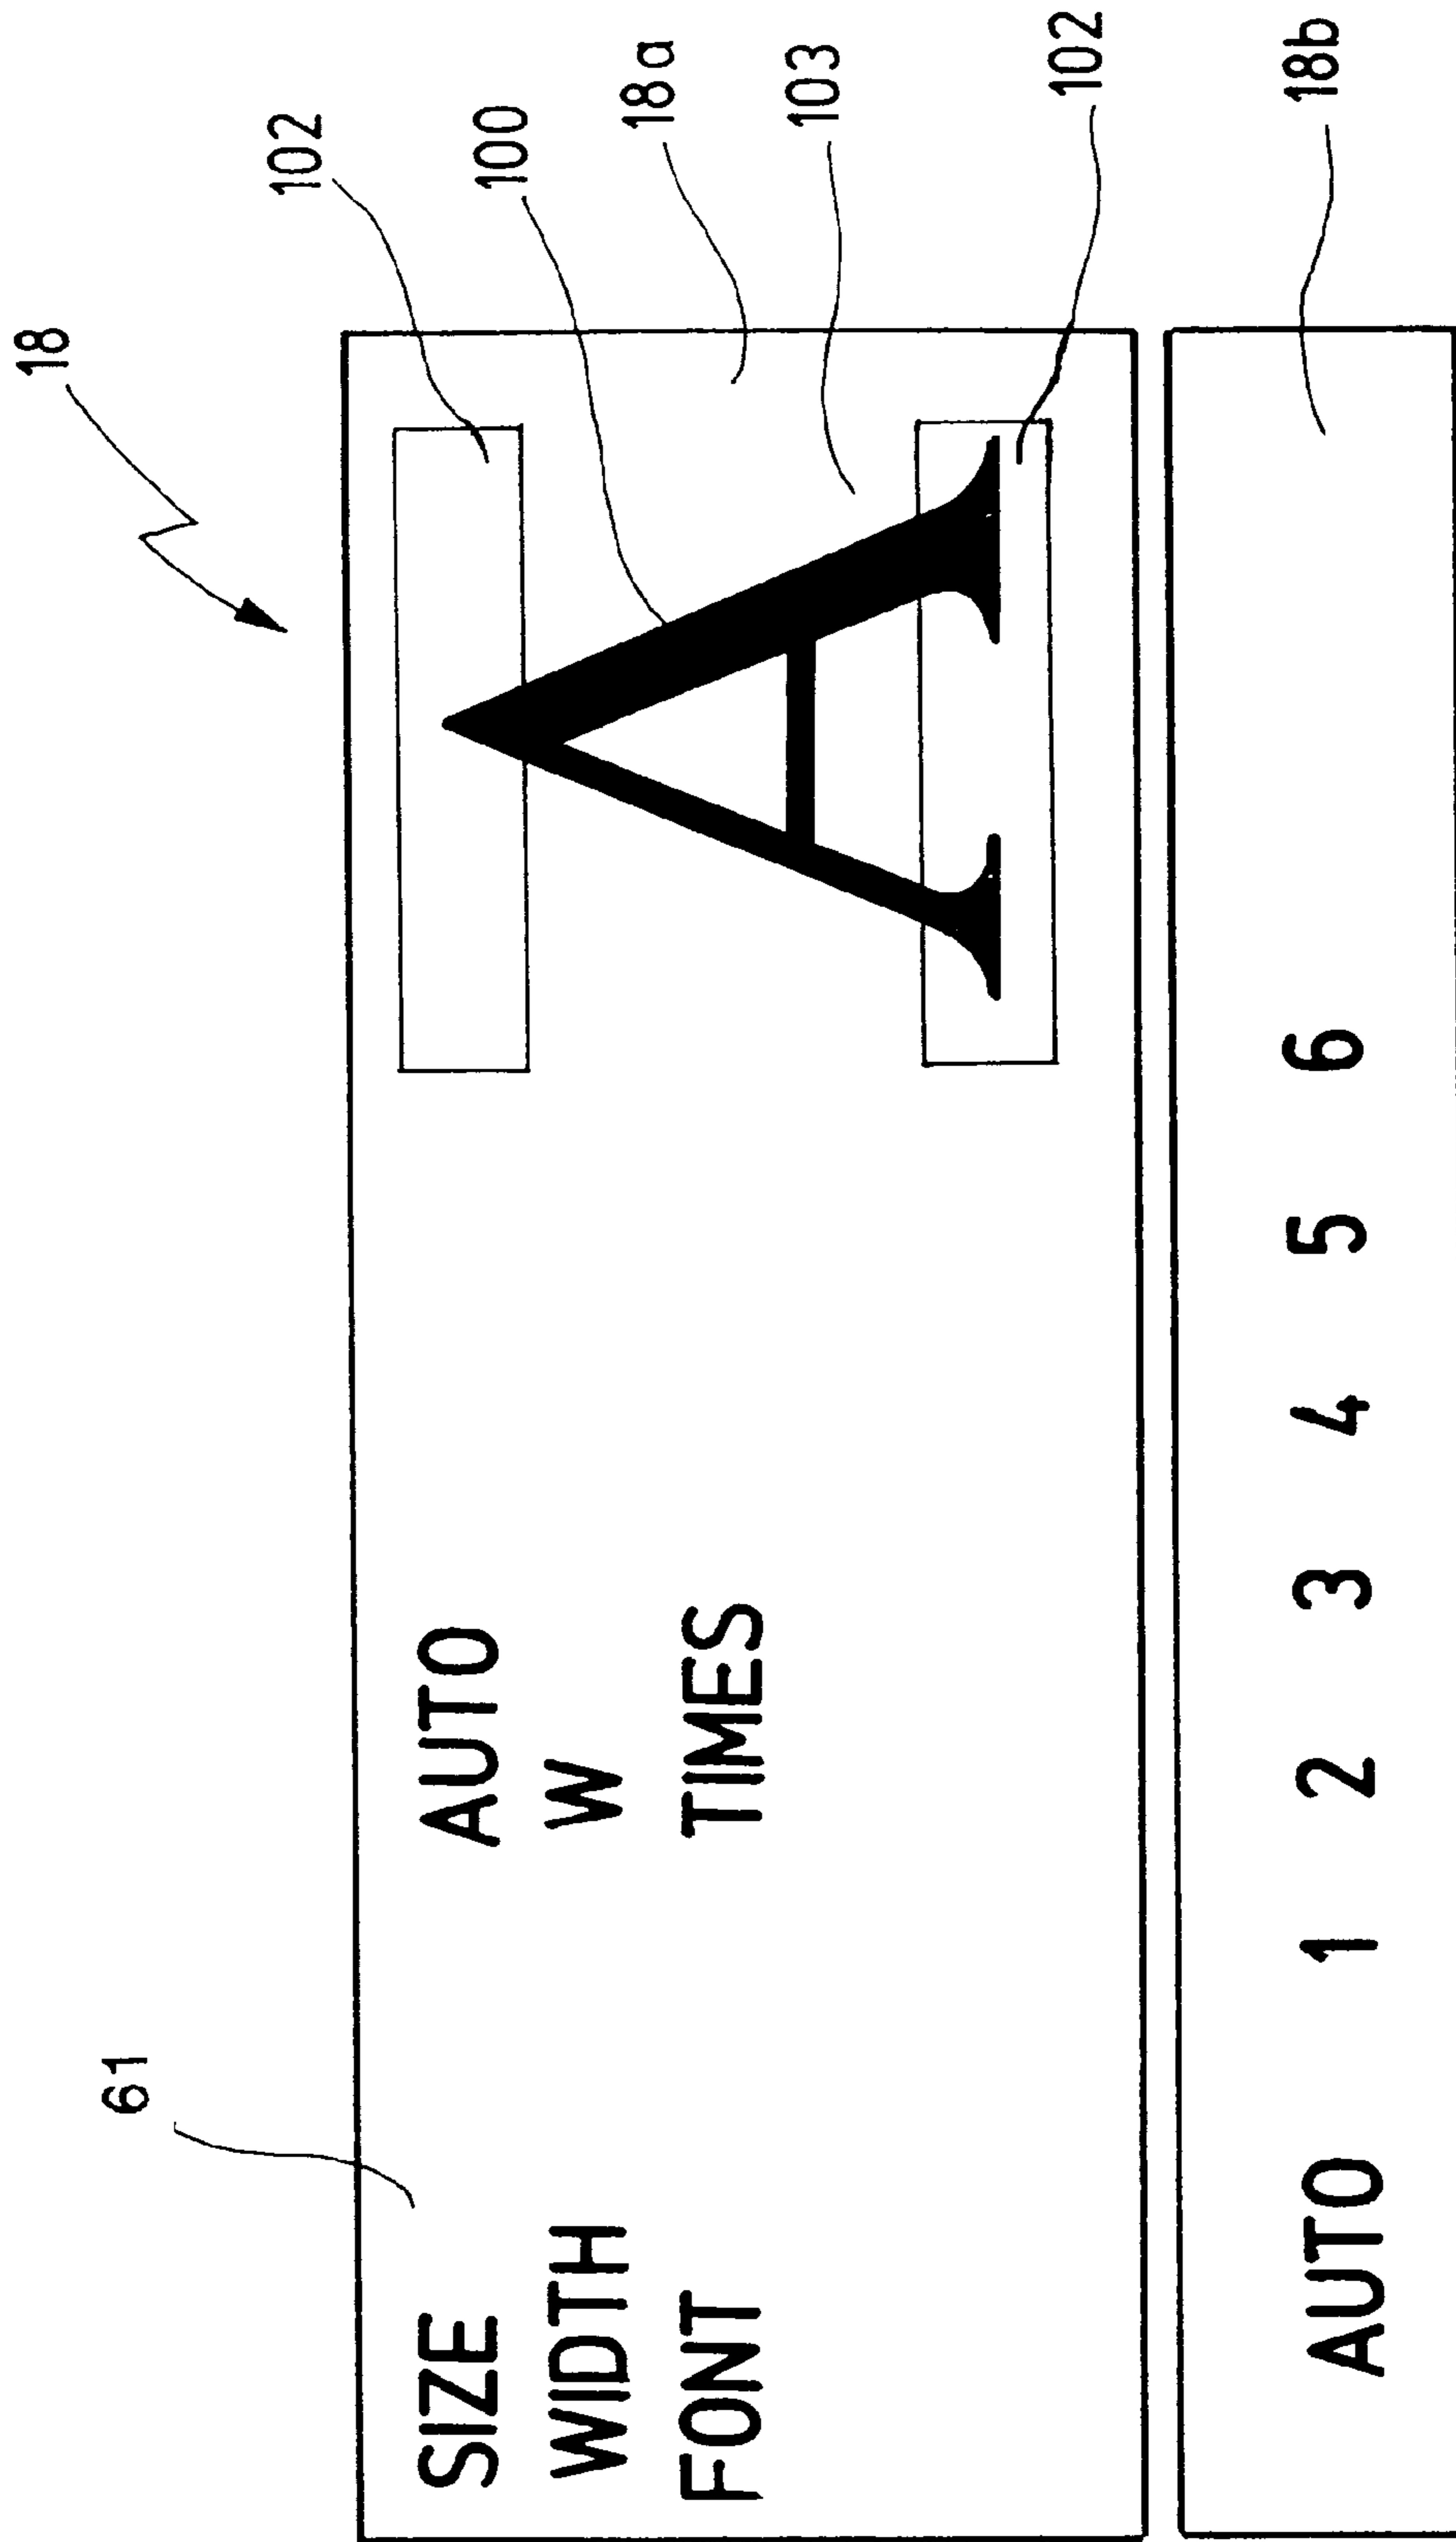 18
61
102
100
18a
103
102
18b
SIZE AUTO
WIDTH W
FONT TIMES
A
AUTO 1 2 3 4 5 6